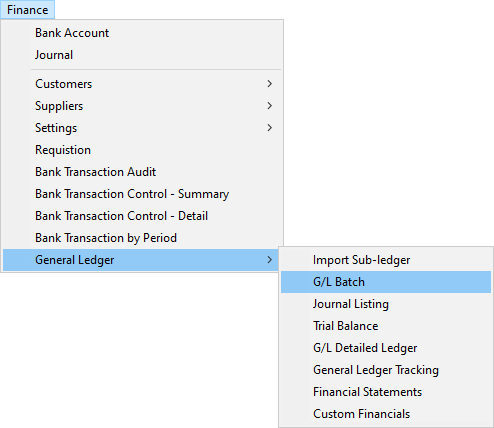 Finance
Bank Account
Journal
Customers
Suppliers
Settings
Requistion
Bank Transaction Audit
Bank Transaction Control - Summary
Bank Transaction Control - Detail
Bank Transaction by Period
General Ledger
Import Sub-ledger
G/L Batch
Journal Listing
Trial Balance
G/L Detailed Ledger
General Ledger Tracking
Financial Statements
Custom Financials